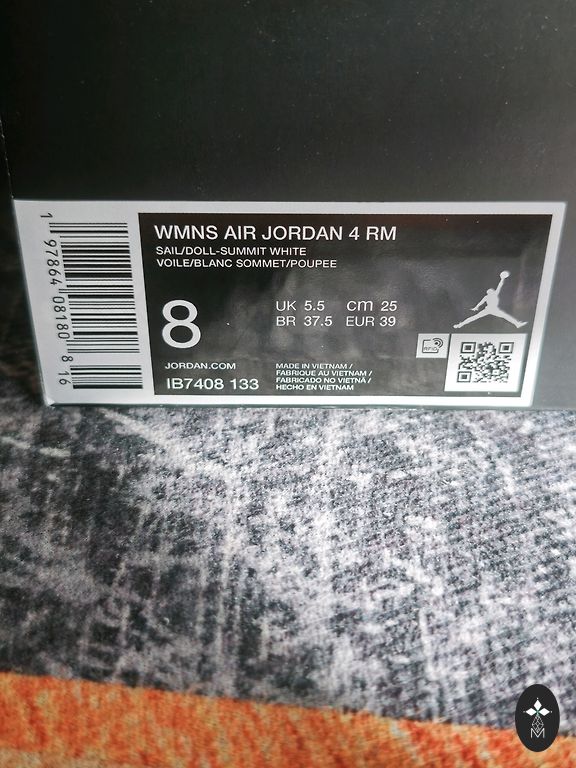 WMNS AIR JORDAN 4 RM
SAIL/DOLL-SUMMIT WHITE
VOILE/BLANC SOMMET/POUPEE
8
UK 5.5 cm 25
BR 37.5 EUR 39
RFID
JORDAN.COM
IB7408 133
MADE IN VIETNAM /
FABRIQUE AU VIETNAM /
FABRICADO NO VIETNÃ /
HECHO EN VIETNAM
1 97864 08180 8 16
M